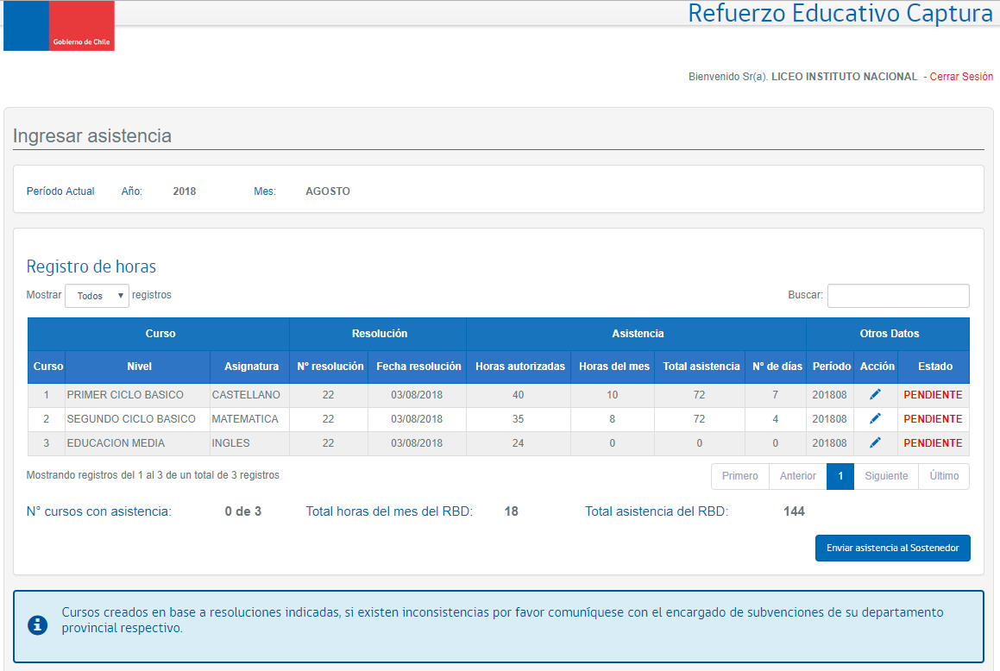 Refuerzo Educativo Captura
Gobierno de Chile
Bienvenido Sr(a). LICEO INSTITUTO NACIONAL - Cerrar Sesión
Ingresar asistencia
Período Actual Año: 2018 Mes: AGOSTO
Registro de horas
Mostrar Todos registros Buscar:
Curso Resolución Asistencia Otros Datos
Curso Nivel Asignatura Nº resolución Fecha resolución Horas autorizadas Horas del mes Total asistencia Nº de días Período Acción Estado
1 PRIMER CICLO BASICO CASTELLANO 22 03/08/2018 40 10 72 7 201808 PENDIENTE
2 SEGUNDO CICLO BASICO MATEMATICA 22 03/08/2018 35 8 72 4 201808 PENDIENTE
3 EDUCACION MEDIA INGLES 22 03/08/2018 24 0 0 0 201808 PENDIENTE
Mostrando registros del 1 al 3 de un total de 3 registros Primero Anterior 1 Siguiente Último
N° cursos con asistencia: 0 de 3 Total horas del mes del RBD: 18 Total asistencia del RBD: 144
Enviar asistencia al Sostenedor
Cursos creados en base a resoluciones indicadas, si existen inconsistencias por favor comuníquese con el encargado de subvenciones de su departamento
provincial respectivo.